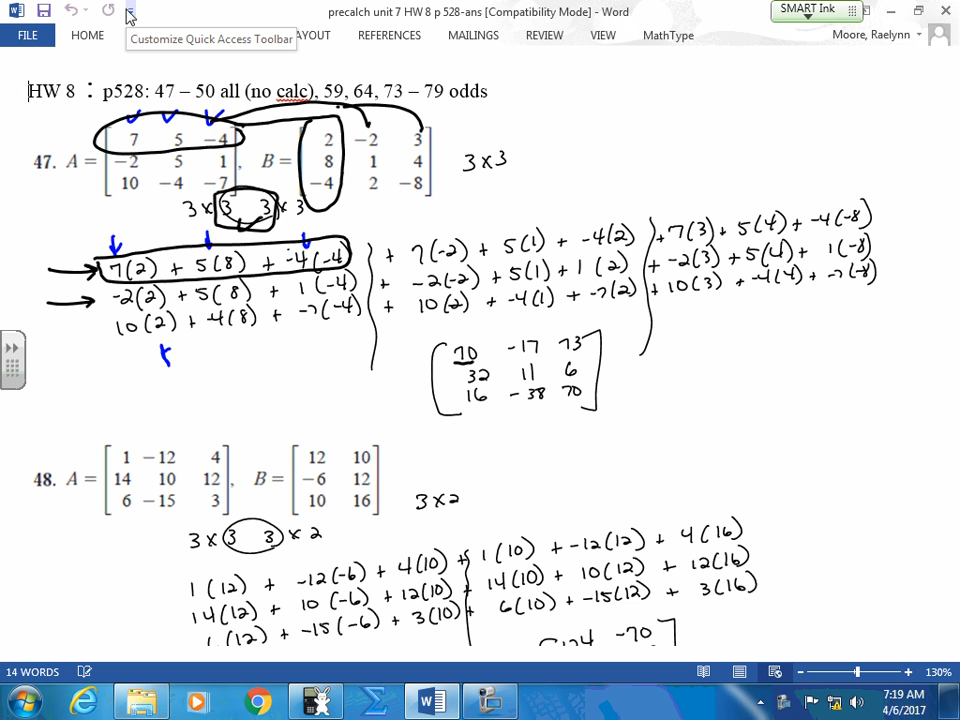 precalch unit 7 HW 8 p 528-ans [Compatibility Mode] - Word
SMART Ink
FILE HOME AYOUT REFERENCES MAILINGS REVIEW VIEW MathType Moore, Raelynn
Customize Quick Access Toolbar
HW 8 : p528: 47 – 50 all (no calc), 59, 64, 73 – 79 odds
7 5 −4 2 −2 3
47. A = −2 5 1 , B = 8 1 4 3×3
10 −4 −7 −4 2 −8
3 × 3 3 × 3
7(2) + 5(8) + -4(-4) + 7(-2) + 5(1) + -4(2) + 7(3) + 5(4) + -4(-8)
-2(2) + 5(8) + 1(-4) + -2(-2) + 5(1) + 1(2) + -2(3) + 5(4) + 1(-8)
10(2) + -4(8) + -7(-4) + 10(-2) + -4(1) + -7(2) + 10(3) + -4(4) + -7(-8)
70 -17 73
32 11 6
16 -38 70
1 −12 4 12 10
48. A = 14 10 12 , B = −6 12
6 −15 3 10 16
3×2
3 × 3 3 × 2
1(12) + -12(-6) + 4(10) + 1(10) + -12(12) + 4(16)
14(12) + 10(-6) + 12(10) + 14(10) + 10(12) + 12(16)
(12) + -15(-6) + 3(10) + 6(10) + -15(12) + 3(16)
-70
14 WORDS 130%
7:19 AM
4/6/2017